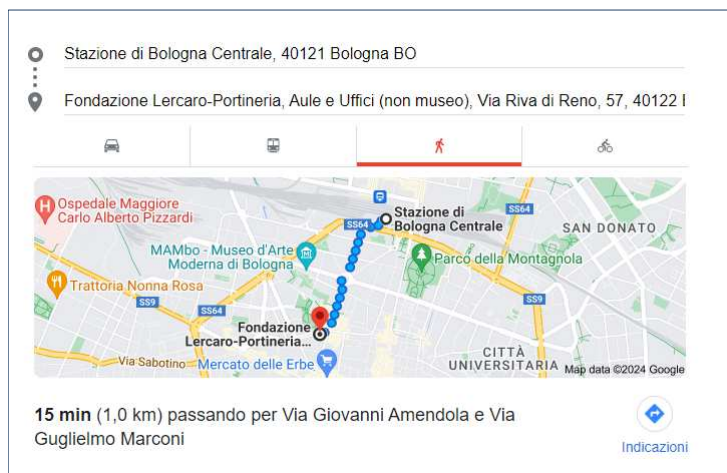 Stazione di Bologna Centrale, 40121 Bologna BO
Fondazione Lercaro-Portineria, Aule e Uffici (non museo), Via Riva di Reno, 57, 40122
Ospedale Maggiore
Carlo Alberto Pizzardi
Stazione di
Bologna Centrale
SS64
SS64
SAN DONATO
MAMbo - Museo d'Arte
Moderna di Bologna
Parco della Montagnola
Trattoria Nonna Rosa
SS9
SS64
SS9
Fondazione
Lercaro-Portineria...
Via Sabotino
Mercato delle Erbe
CITTÀ
UNIVERSITARIA
Map data ©2024 Google
15 min (1,0 km) passando per Via Giovanni Amendola e Via
Guglielmo Marconi
Indicazioni